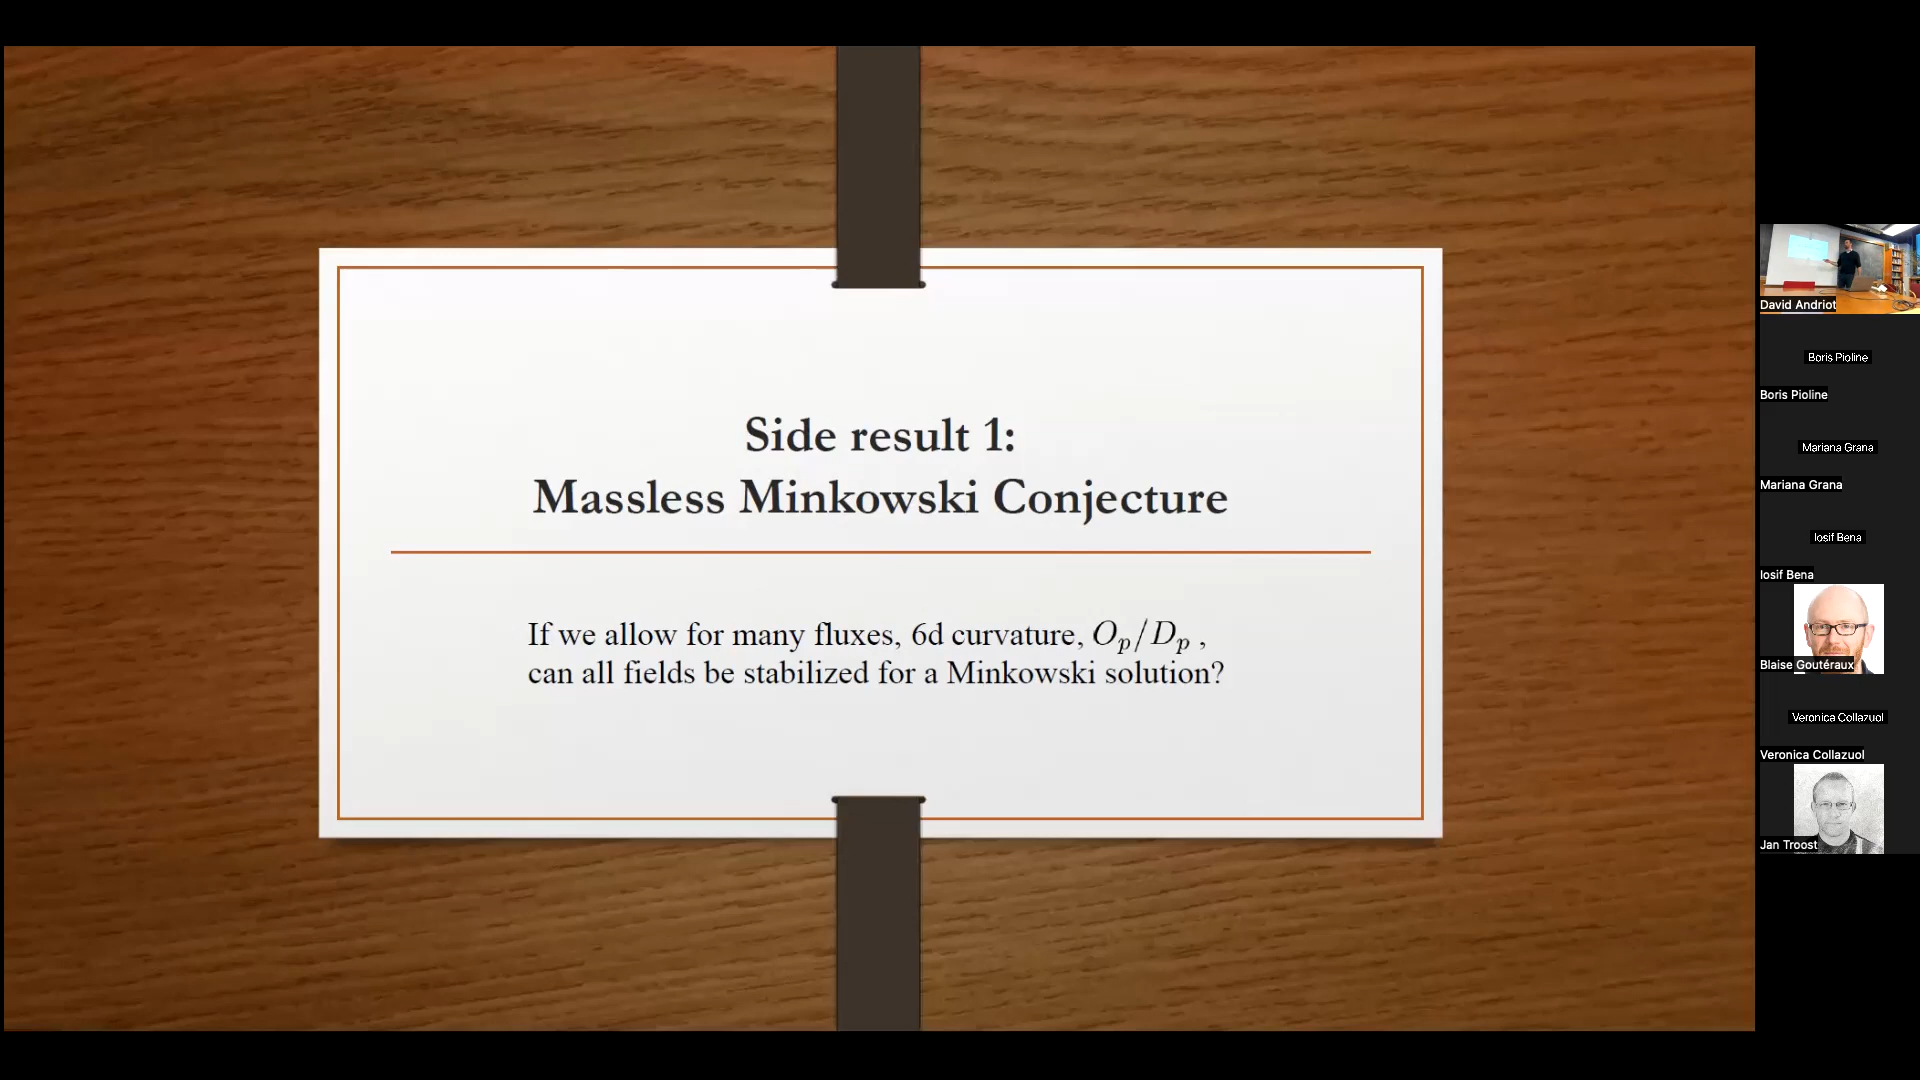 Side result 1:
Massless Minkowski Conjecture
If we allow for many fluxes, 6d curvature, O_p/D_p ,
can all fields be stabilized for a Minkowski solution?
David Andriot
Boris Pioline
Boris Pioline
Mariana Grana
Mariana Grana
Iosif Bena
Iosif Bena
Blaise Goutéraux
Veronica Collazuol
Veronica Collazuol
Jan Troost